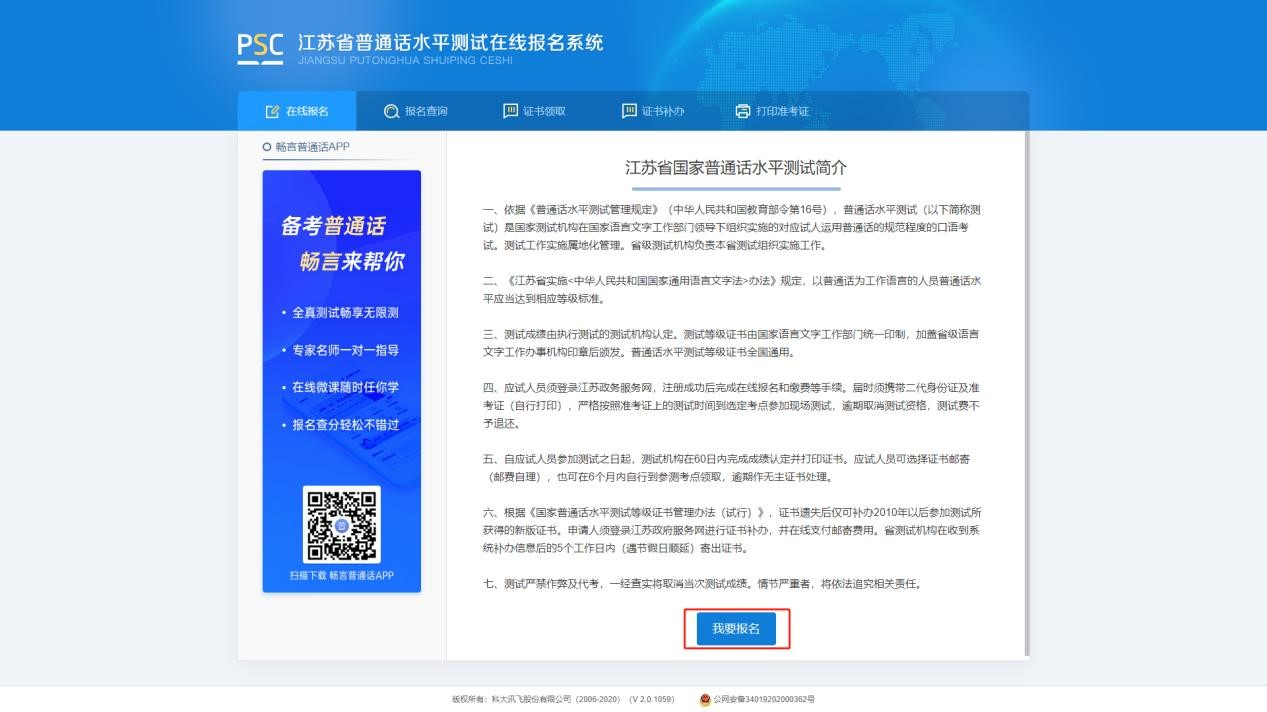 PSC 江苏省普通话水平测试在线报名系统
JIANGSU PUTONGHUA SHUIPING CESHI
在线报名 报名查询 证书领取 证书补办 打印准考证
畅言普通话APP
备考普通话
畅言来帮你
• 全真测试畅享无限测
• 专家名师一对一指导
• 在线微课随时任你学
• 报名查分轻松不错过
扫描下载 畅言普通话APP
江苏省国家普通话水平测试简介
一、依据《普通话水平测试管理规定》（中华人民共和国教育部令第16号），普通话水平测试（以下简称测
试）是国家测试机构在国家语言文字工作部门领导下组织实施的对应试人运用普通话的规范程度的口语考
试。测试工作实施属地化管理。省级测试机构负责本省测试组织实施工作。
二、《江苏省实施<中华人民共和国国家通用语言文字法>办法》规定，以普通话为工作语言的人员普通话水
平应当达到相应等级标准。
三、测试成绩由执行测试的测试机构认定。测试等级证书由国家语言文字工作部门统一印制，加盖省级语言
文字工作办事机构印章后颁发。普通话水平测试等级证书全国通用。
四、应试人员须登录江苏政务服务网，注册成功后完成在线报名和缴费等手续。届时须携带二代身份证及准
考证（自行打印），严格按照准考证上的测试时间到选定考点参加现场测试，逾期取消测试资格，测试费不
予退还。
五、自应试人员参加测试之日起，测试机构在60日内完成成绩认定并打印证书。应试人员可选择证书邮寄
（邮费自理），也可在6个月内自行到参测考点领取，逾期作无主证书处理。
六、根据《国家普通话水平测试等级证书管理办法（试行）》，证书遗失后仅可补办2010年以后参加测试所
获得的新版证书。申请人须登录江苏政府服务网进行证书补办，并在线支付邮寄费用。省测试机构在收到系
统补办信息后的5个工作日内（遇节假日顺延）寄出证书。
七、测试严禁作弊及代考，一经查实将取消当次测试成绩。情节严重者，将依法追究相关责任。
我要报名
版权所有：科大讯飞股份有限公司（2006-2020）（V 2.0.1059） 公网安备34019202000362号